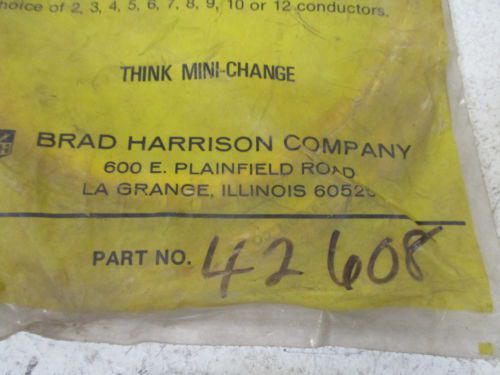 choice of 2, 3, 4, 5, 6, 7, 8, 9, 10 or 12 conductors.
THINK MINI-CHANGE
BRAD HARRISON COMPANY
600 E. PLAINFIELD ROAD
LA GRANGE, ILLINOIS 60525
PART NO. 42608